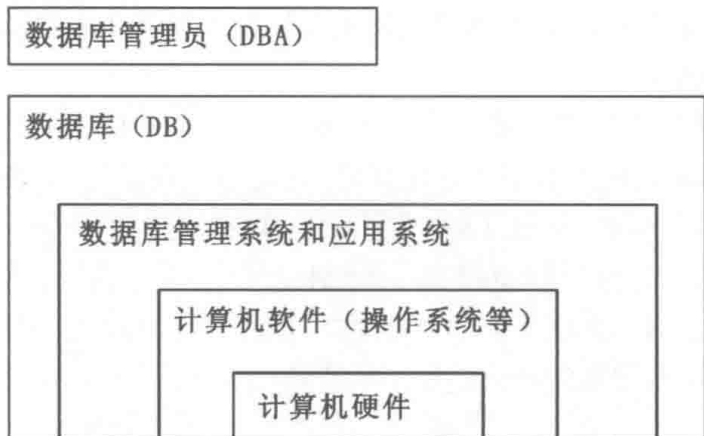 数据库管理员（DBA）
数据库（DB）
数据库管理系统和应用系统
计算机软件（操作系统等）
计算机硬件